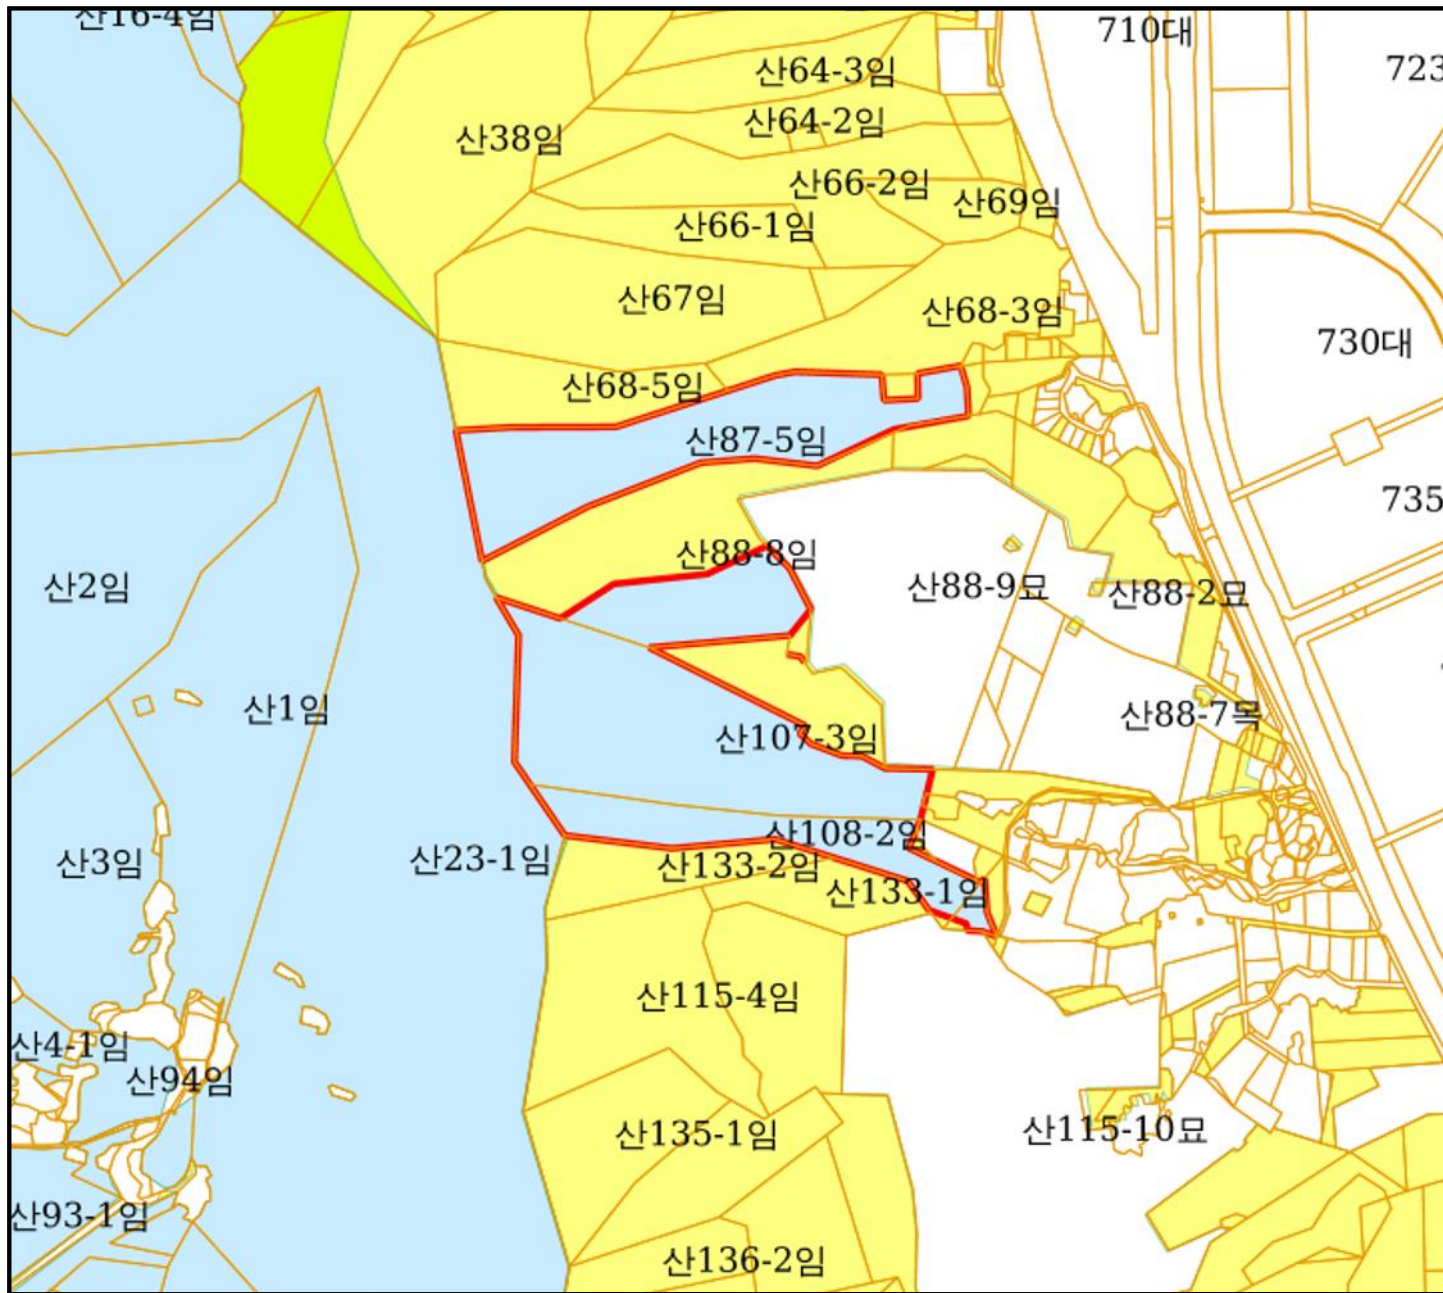 산16-4임
710대
723
산64-3임
산64-2임
산38임
산66-2임
산69임
산66-1임
산67임
산68-3임
730대
산68-5임
산87-5임
735
산88-8임
산2임
산88-9묘
산88-2묘
산1임
산88-7목
산107-3임
산108-2임
산3임
산23-1임
산133-2임
산133-1임
산115-4임
산4-1임
산94임
산135-1임
산115-10묘
산93-1임
산136-2임